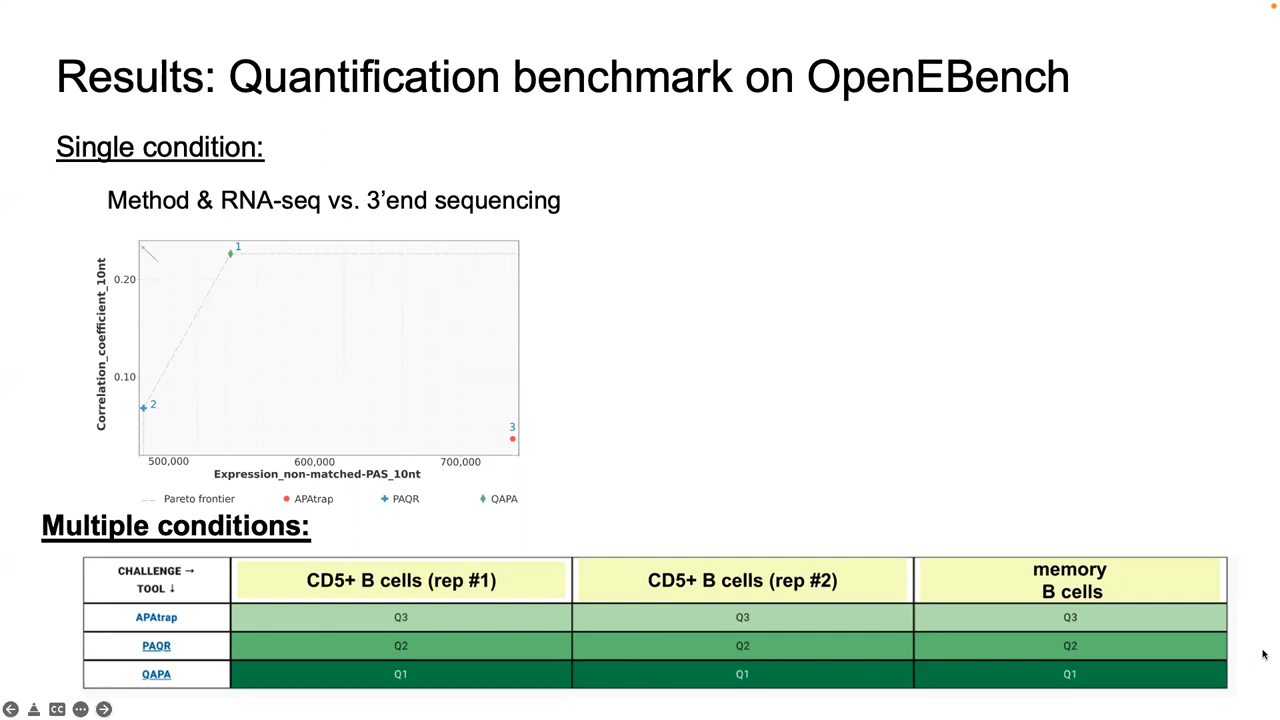 Results: Quantification benchmark on OpenEBench
Single condition:
Method & RNA-seq vs. 3’end sequencing
1
0.20
Correlation_coefficient_10nt
0.10
2
3
500,000 600,000 700,000
Expression_non-matched-PAS_10nt
Pareto frontier APAtrap PAQR QAPA
Multiple conditions:
CHALLENGE →
TOOL ↓
CD5+ B cells (rep #1) CD5+ B cells (rep #2) memory
B cells
APAtrap Q3 Q3 Q3
PAQR Q2 Q2 Q2
QAPA Q1 Q1 Q1
CC